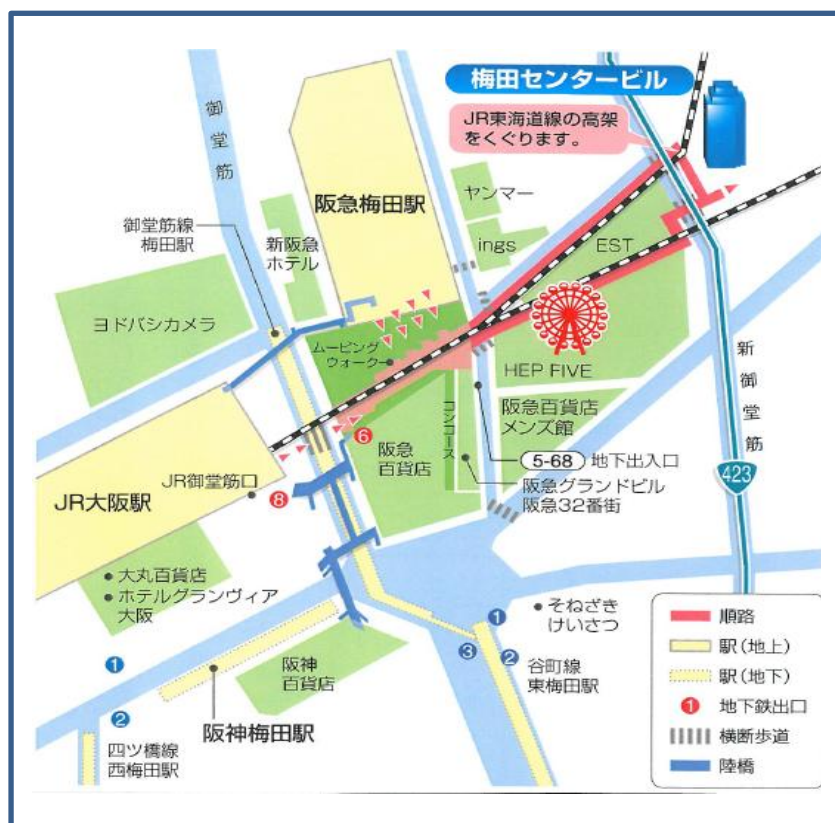 梅田センタービル
JR東海道線の高架
をくぐります。
御堂筋
阪急梅田駅
ヤンマー
御堂筋線
梅田駅
新阪急
ホテル
ings
EST
ヨドバシカメラ
ムービング
ウォーク
HEP FIVE
新御堂筋
阪急百貨店
メンズ館
コンコース
6
阪急
百貨店
5-68 地下出入口
423
JR御堂筋口
阪急グランドビル
阪急32番街
JR大阪駅
8
大丸百貨店
ホテルグランヴィア
大阪
そねざき
けいさつ
1
3
2
谷町線
東梅田駅
阪神
百貨店
1
2
阪神梅田駅
四ツ橋線
西梅田駅
順路
駅(地上)
駅(地下)
1 地下鉄出口
横断歩道
陸橋